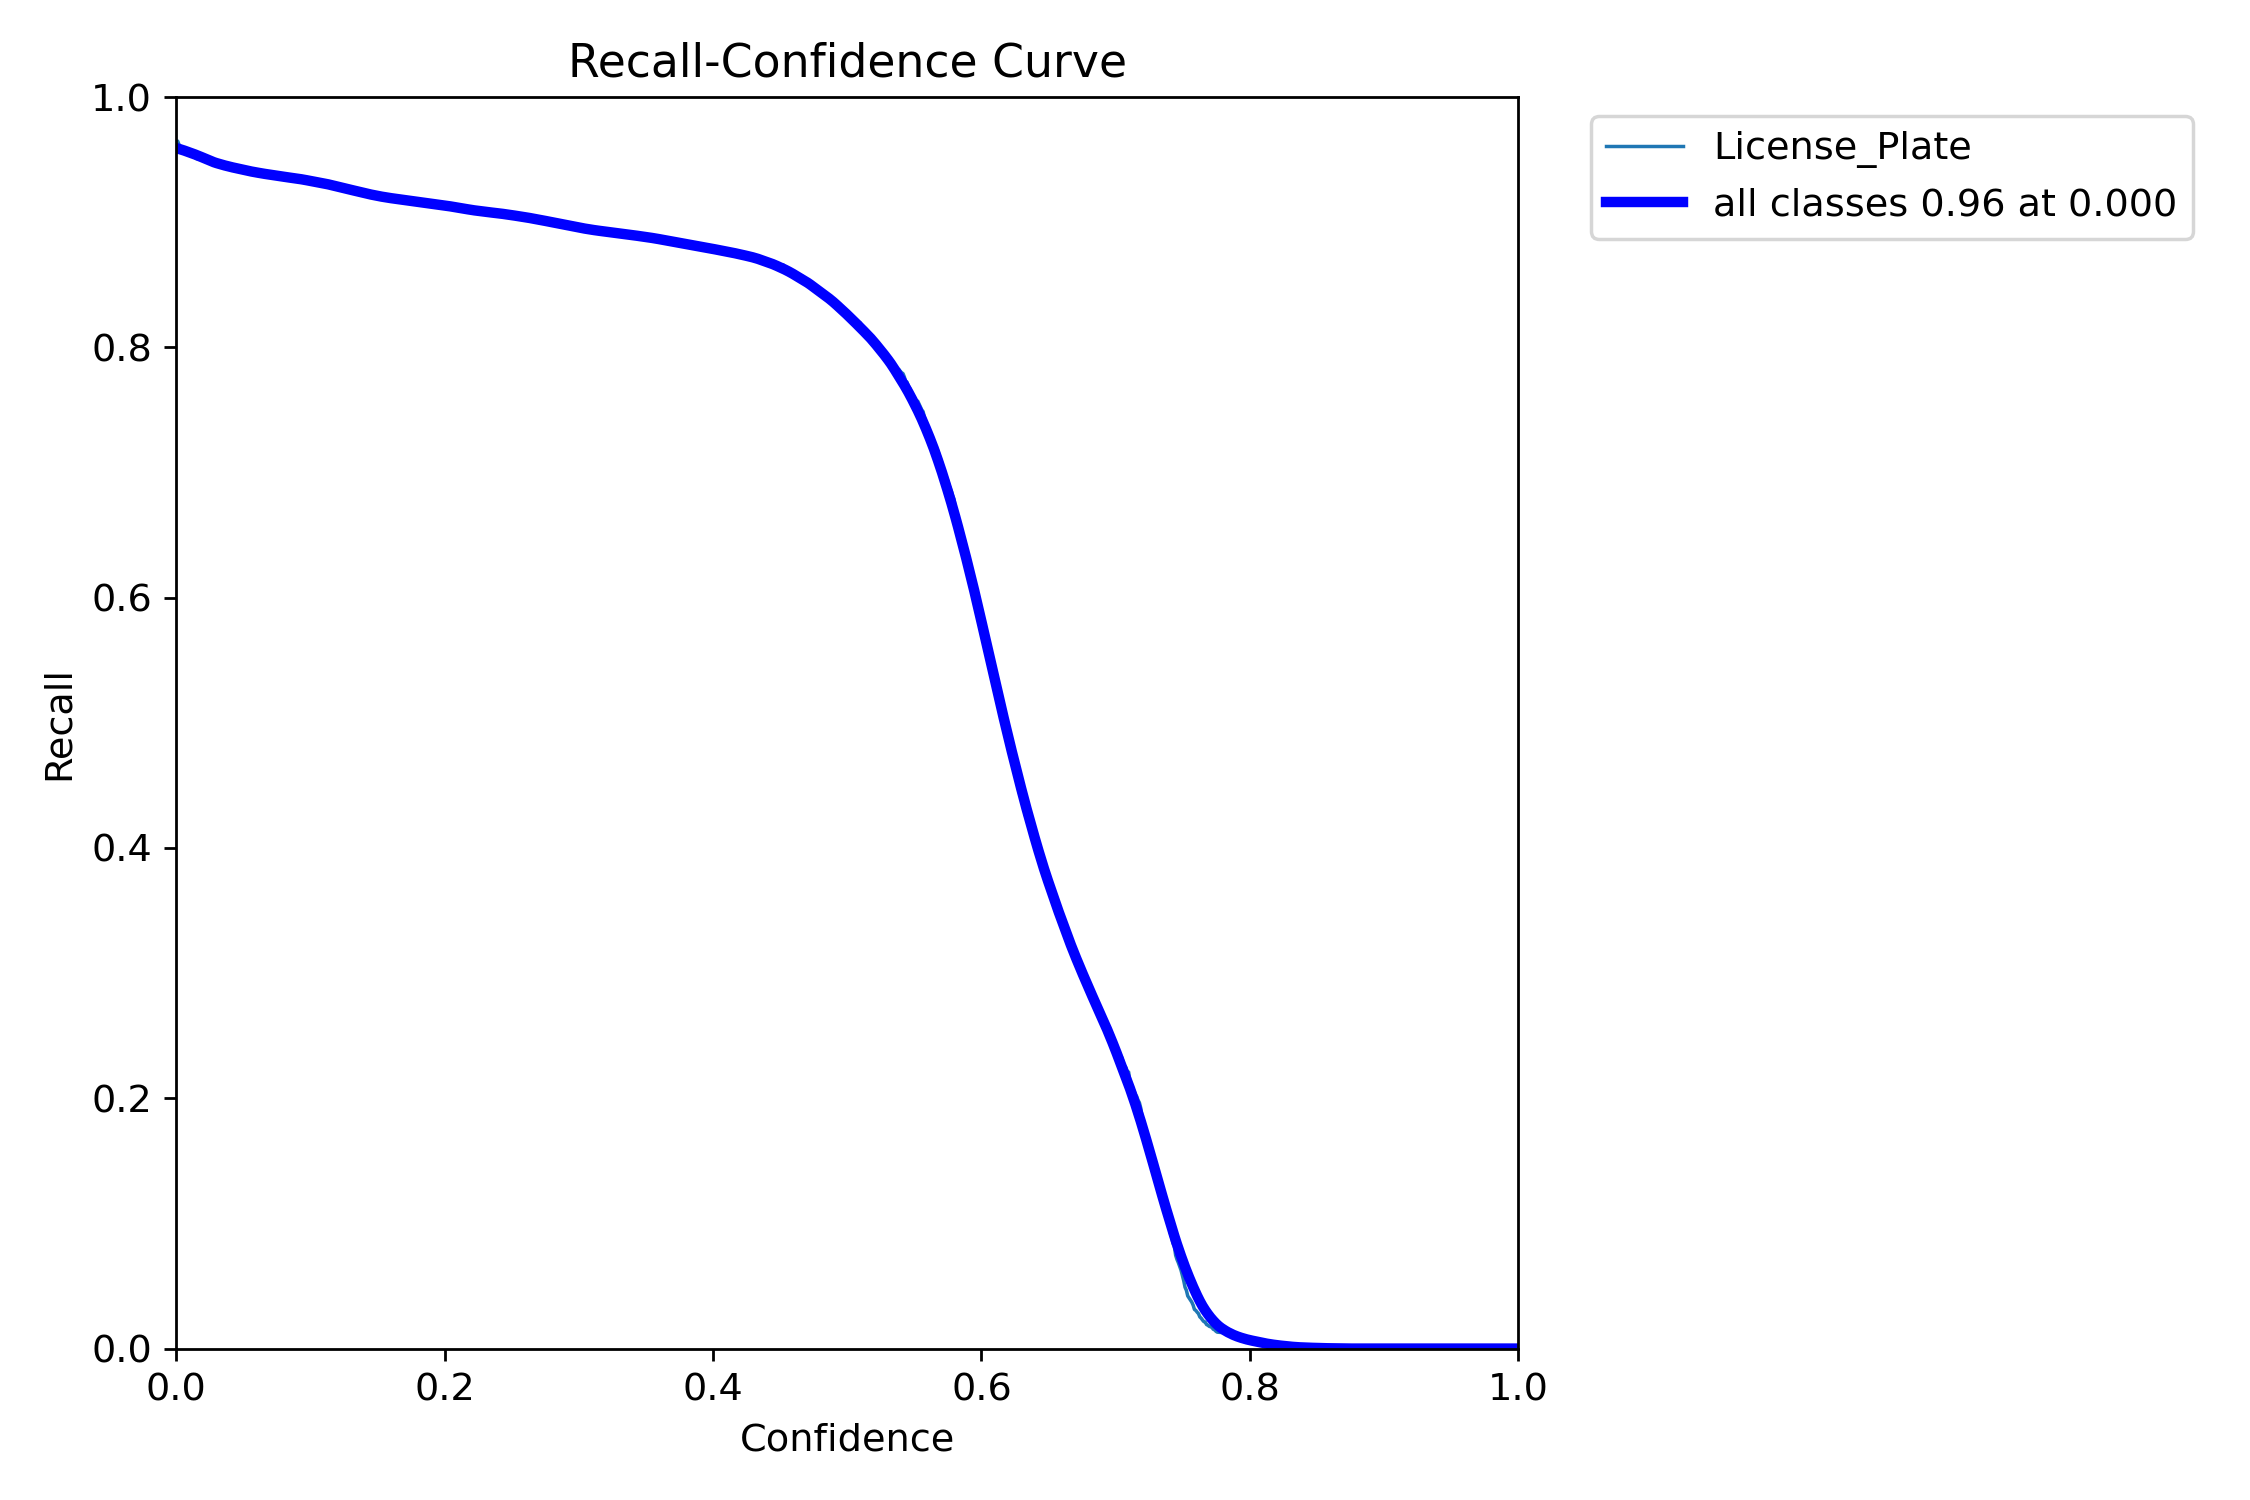 Recall-Confidence Curve
1.0
0.8
0.6
0.4
0.2
0.0
Recall
0.0 0.2 0.4 0.6 0.8 1.0
Confidence
License_Plate
all classes 0.96 at 0.000